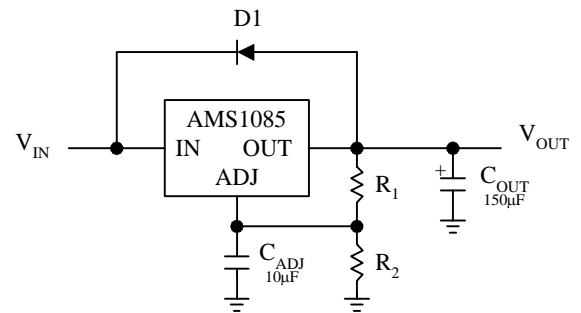 D1
AMS1085
V_IN
IN OUT
V_OUT
ADJ
R_1
+
C_OUT
150µF
C_ADJ
10µF
R_2